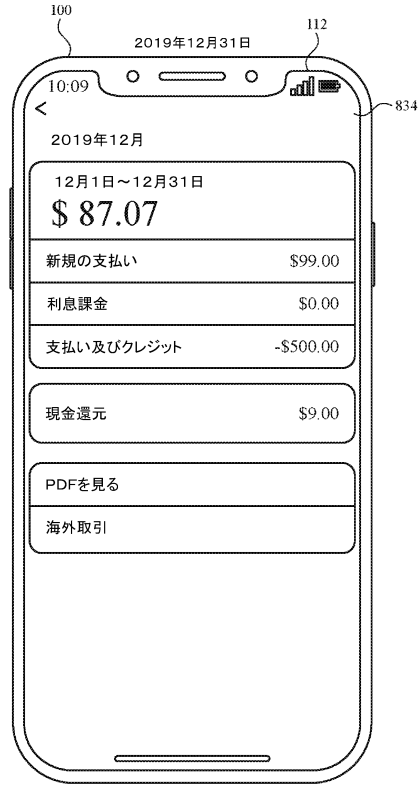 100
2019年12月31日
112
10:09
834
<
2019年12月
12月1日～12月31日
$ 87.07
新規の支払い $99.00
利息課金 $0.00
支払い及びクレジット -$500.00
現金還元 $9.00
PDFを見る
海外取引